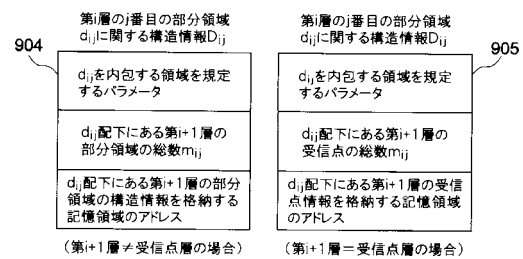 第i層のj番目の部分領域
dijに関する構造情報Dij
904
dijを内包する領域を規定
するパラメータ
dij配下にある第i+1層の
部分領域の総数mij
dij配下にある第i+1層の部分
領域の構造情報を格納する
記憶領域のアドレス
(第i+1層≠受信点層の場合)
第i層のj番目の部分領域
dijに関する構造情報Dij
905
dijを内包する領域を規定
するパラメータ
dij配下にある第i+1層の
受信点の総数mij
dij配下にある第i+1層の受信
点情報を格納する記憶領域
のアドレス
(第i+1層=受信点層の場合)